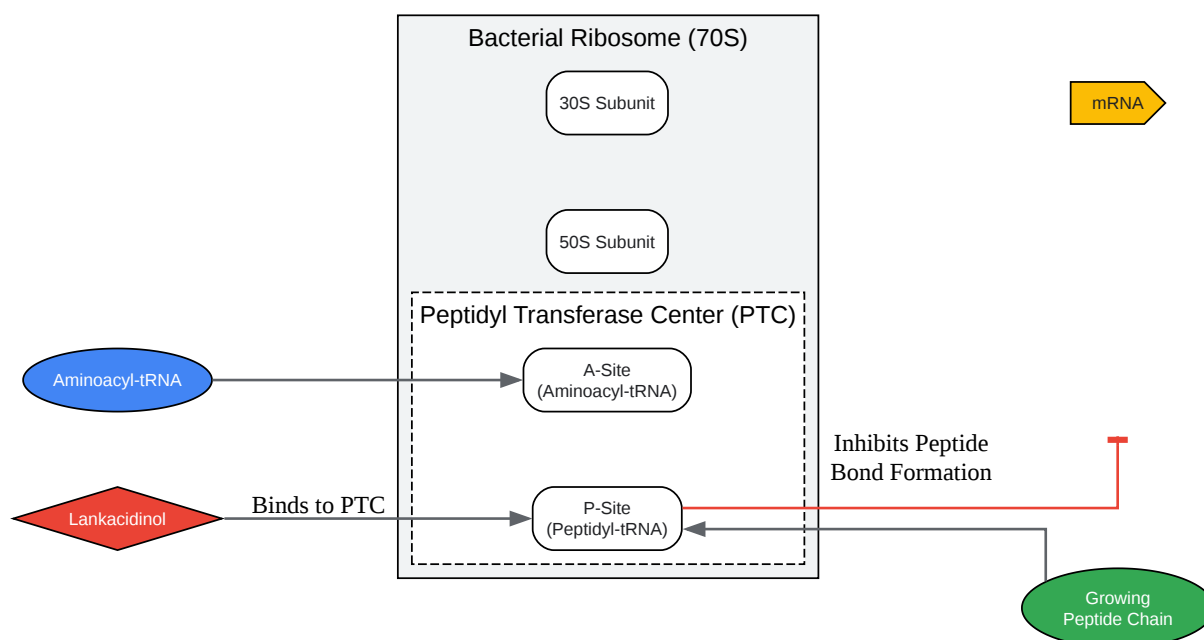 Bacterial Ribosome (70S)
30S Subunit
mRNA
50S Subunit
Peptidyl Transferase Center (PTC)
Aminoacyl-tRNA
A-Site
(Aminoacyl-tRNA)
Inhibits Peptide
Bond Formation
Lankacidinol
Binds to PTC
P-Site
(Peptidyl-tRNA)
Growing
Peptide Chain